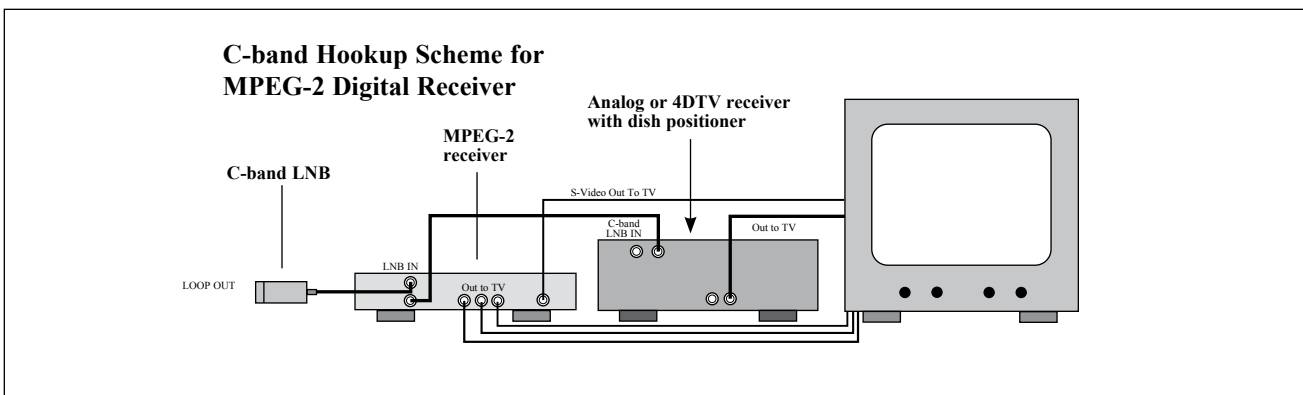 C-band Hookup Scheme for
MPEG-2 Digital Receiver
Analog or 4DTV receiver
with dish positioner
MPEG-2
receiver
C-band LNB
S-Video Out To TV
C-band
LNB IN
Out to TV
LNB IN
LOOP OUT
Out to TV